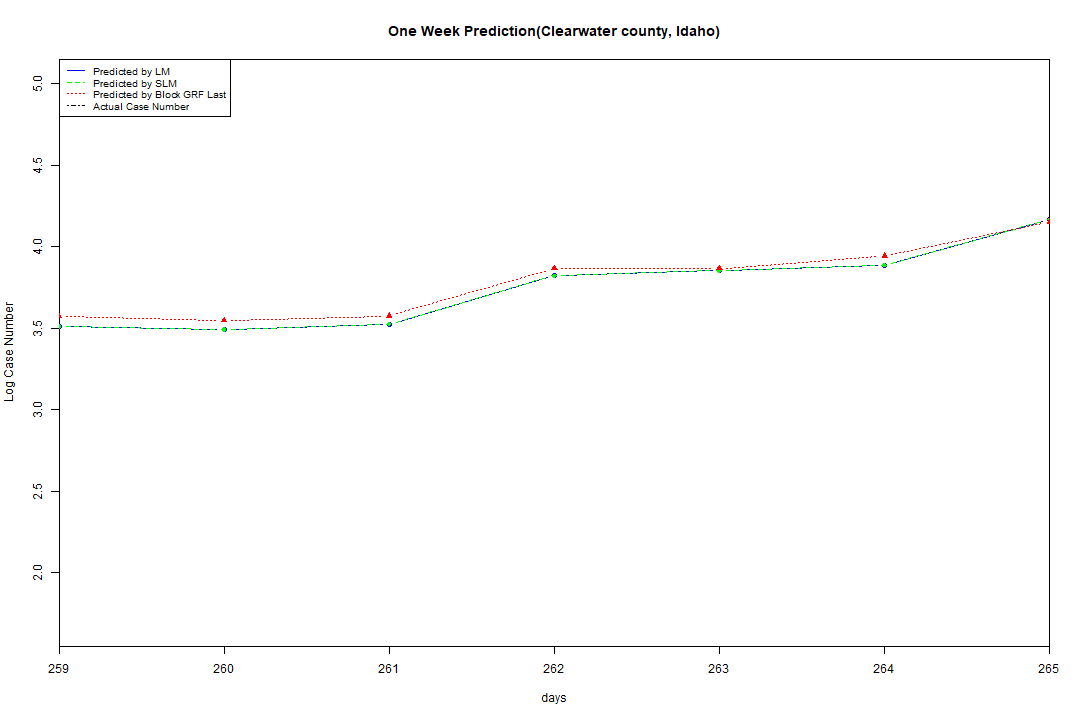 One Week Prediction(Clearwater county, Idaho)
Predicted by LM
Predicted by SLM
Predicted by Block GRF Last
Actual Case Number
5.0
4.5
4.0
3.5
3.0
2.5
2.0
Log Case Number
259 260 261 262 263 264 265
days